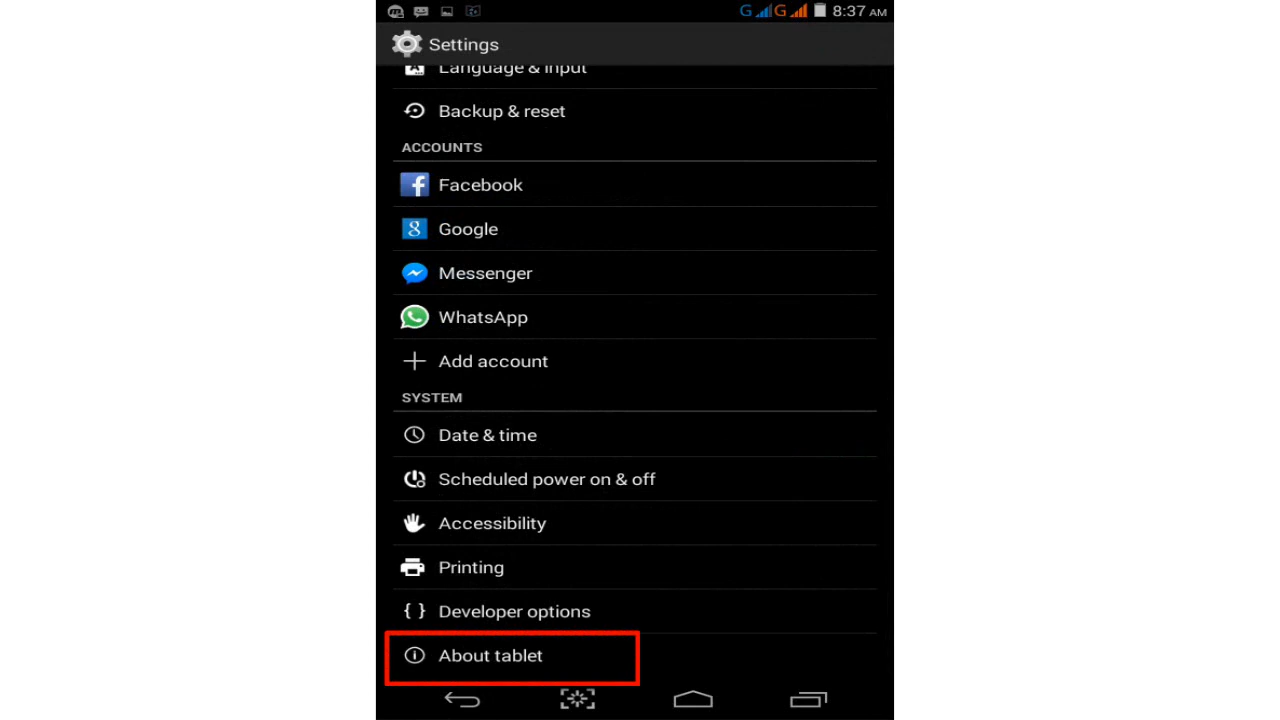 G G 8:37 AM
Settings
Language & input
Backup & reset
ACCOUNTS
Facebook
Google
Messenger
WhatsApp
Add account
SYSTEM
Date & time
Scheduled power on & off
Accessibility
Printing
{ } Developer options
About tablet